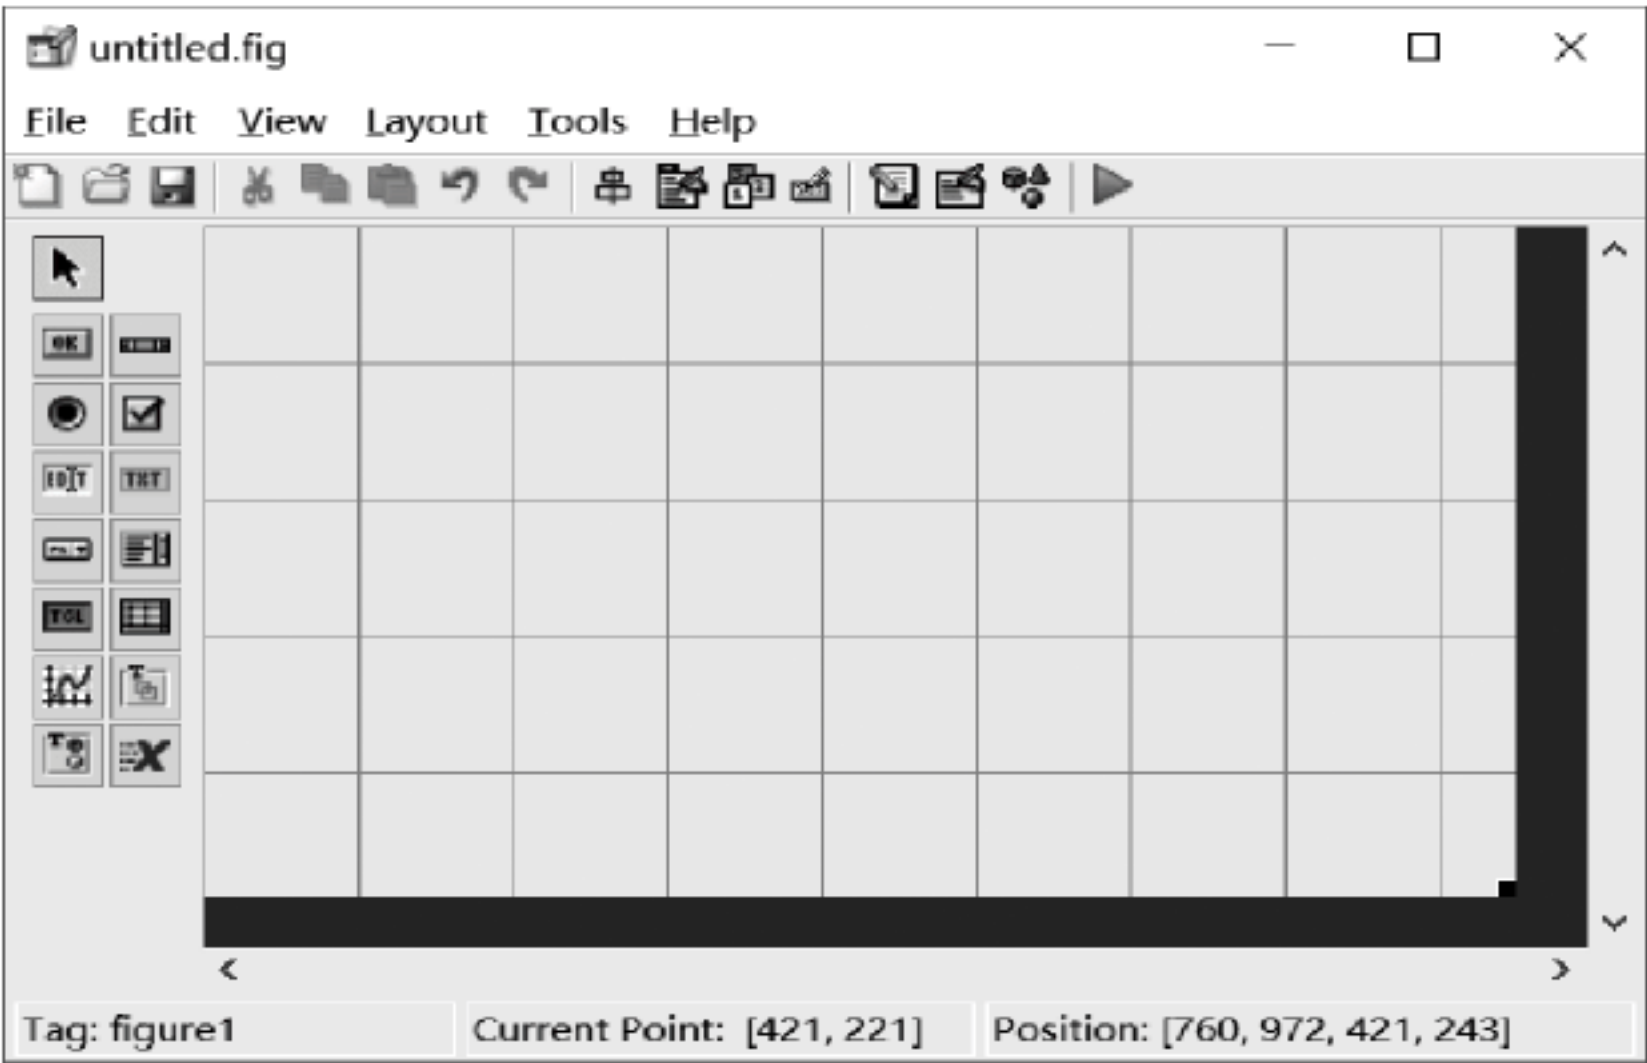 untitled.fig
File Edit View Layout Tools Help
OK
EDIT TXT
TGL
Tag: figure1 Current Point: [421, 221] Position: [760, 972, 421, 243]